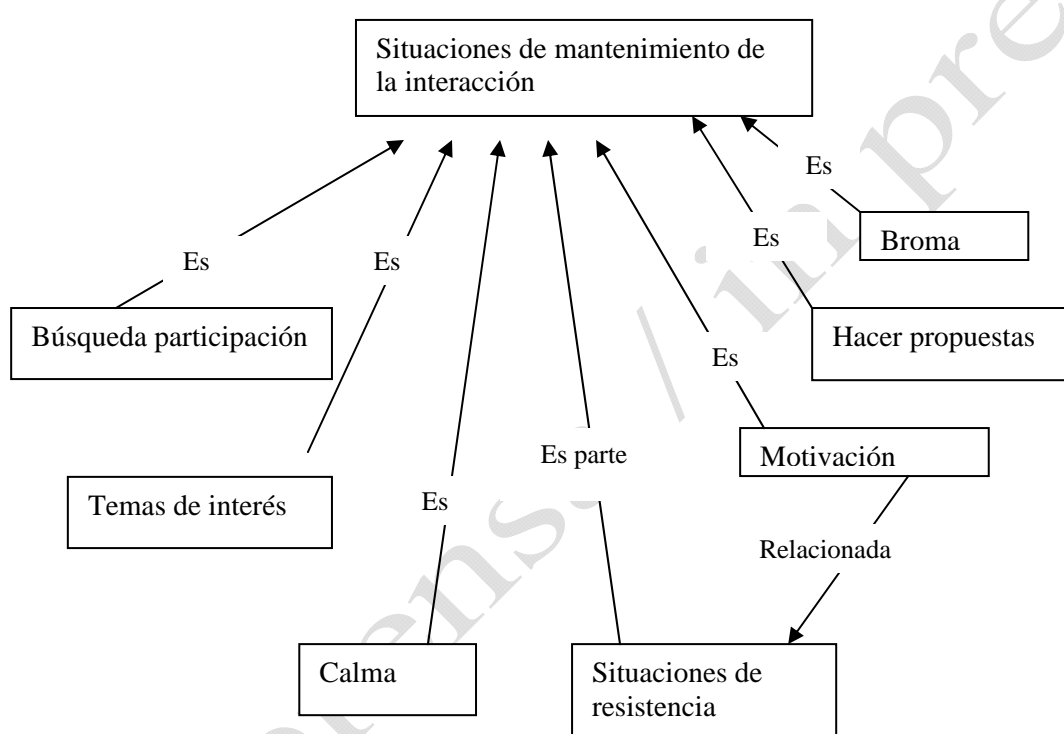 Situaciones de mantenimiento de
la interacción
Es
Broma
Es
Es
Es
Búsqueda participación
Hacer propuestas
Es
Es parte
Motivación
Temas de interés
Es
Relacionada
Calma
Situaciones de
resistencia